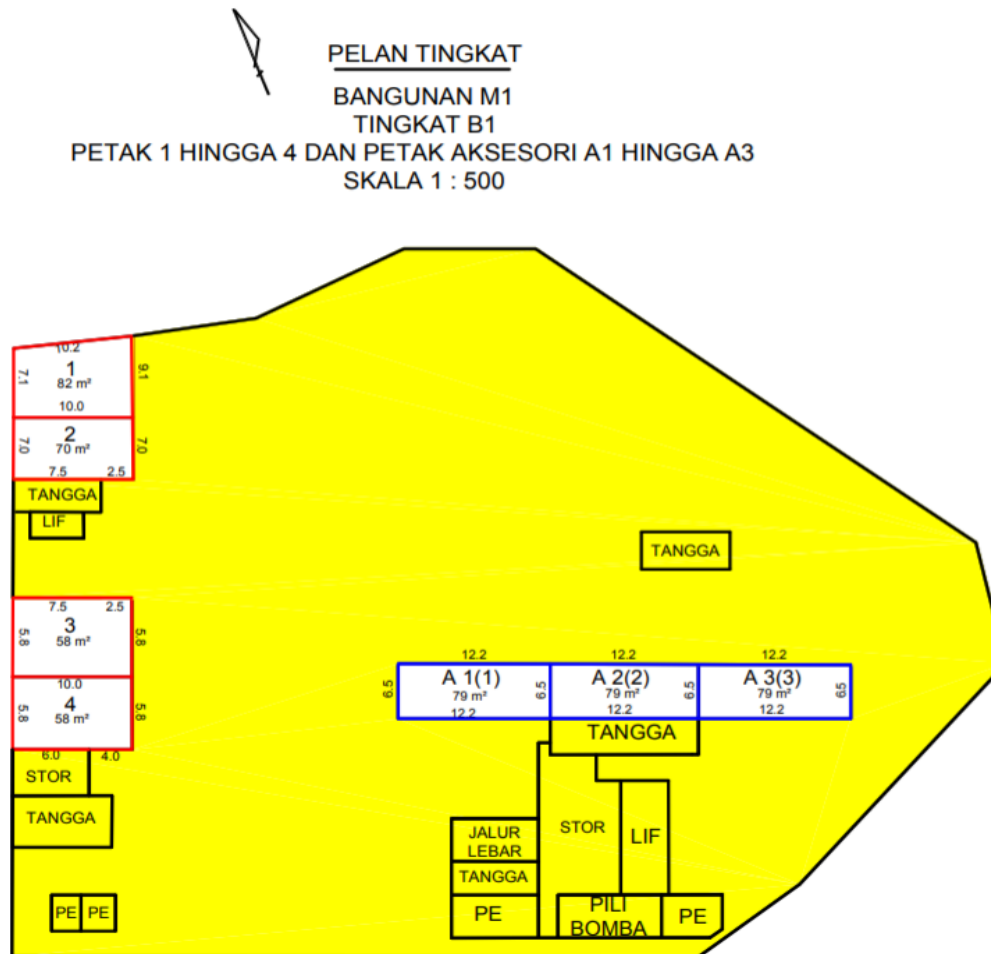 PELAN TINGKAT
BANGUNAN M1
TINGKAT B1
PETAK 1 HINGGA 4 DAN PETAK AKSESORI A1 HINGGA A3
SKALA 1 : 500
10.2
7.1
1
82 m²
9.1
10.0
7.0
2
70 m²
7.0
7.5 2.5
TANGGA
LIF
TANGGA
7.5 2.5
5.8
3
58 m²
5.8
10.0
5.8
4
58 m²
5.8
6.0 4.0
STOR
TANGGA
PE PE
12.2 12.2 12.2
6.5
A 1(1)
79 m²
12.2
6.5
A 2(2)
79 m²
12.2
6.5
A 3(3)
79 m²
12.2
6.5
TANGGA
JALUR
LEBAR
TANGGA
PE
STOR
LIF
PILI
BOMBA
PE